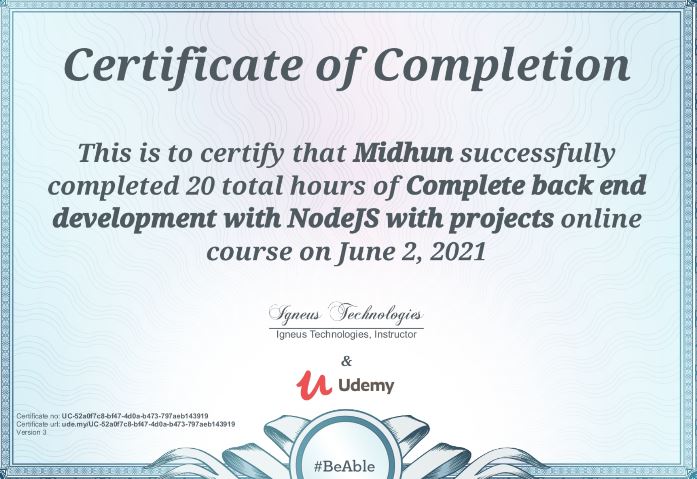 Certificate of Completion
This is to certify that Midhun successfully
completed 20 total hours of Complete back end
development with NodeJS with projects online
course on June 2, 2021
Igneus Technologies
Igneus Technologies, Instructor
&
Udemy
Certificate no: UC-52a0f7c8-bf47-4d0a-b473-797aeb143919
Certificate url: ude.my/UC-52a0f7c8-bf47-4d0a-b473-797aeb143919
Version 3
#BeAble